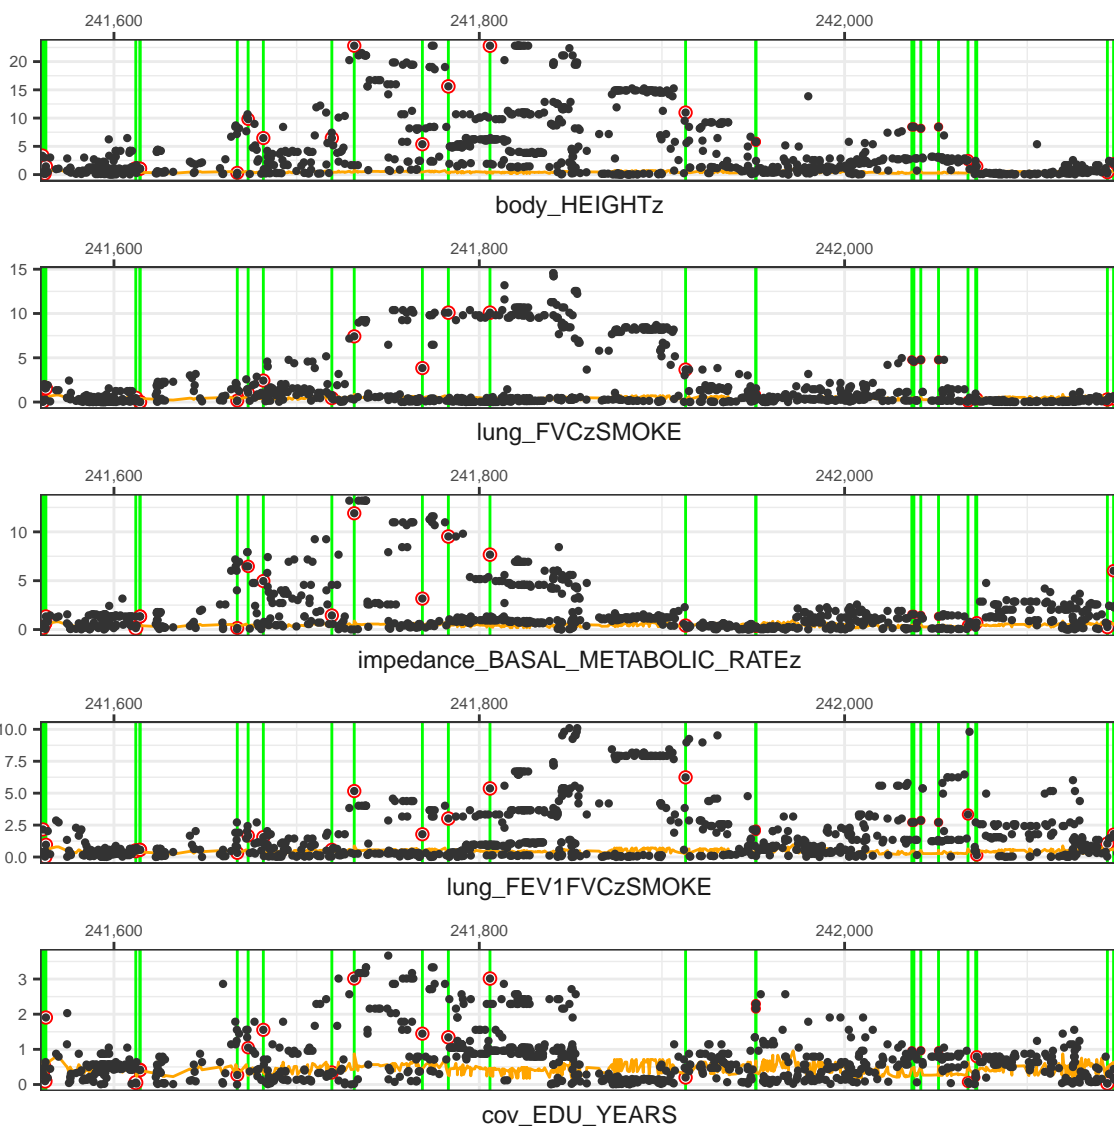 241,600 241,800 242,000
20
15
10
5
0
body_HEIGHTz
241,600 241,800 242,000
15
10
5
0
lung_FVCzSMOKE
241,600 241,800 242,000
10
5
0
impedance_BASAL_METABOLIC_RATEz
241,600 241,800 242,000
10.0
7.5
5.0
2.5
0.0
lung_FEV1FVCzSMOKE
241,600 241,800 242,000
3
2
1
0
cov_EDU_YEARS